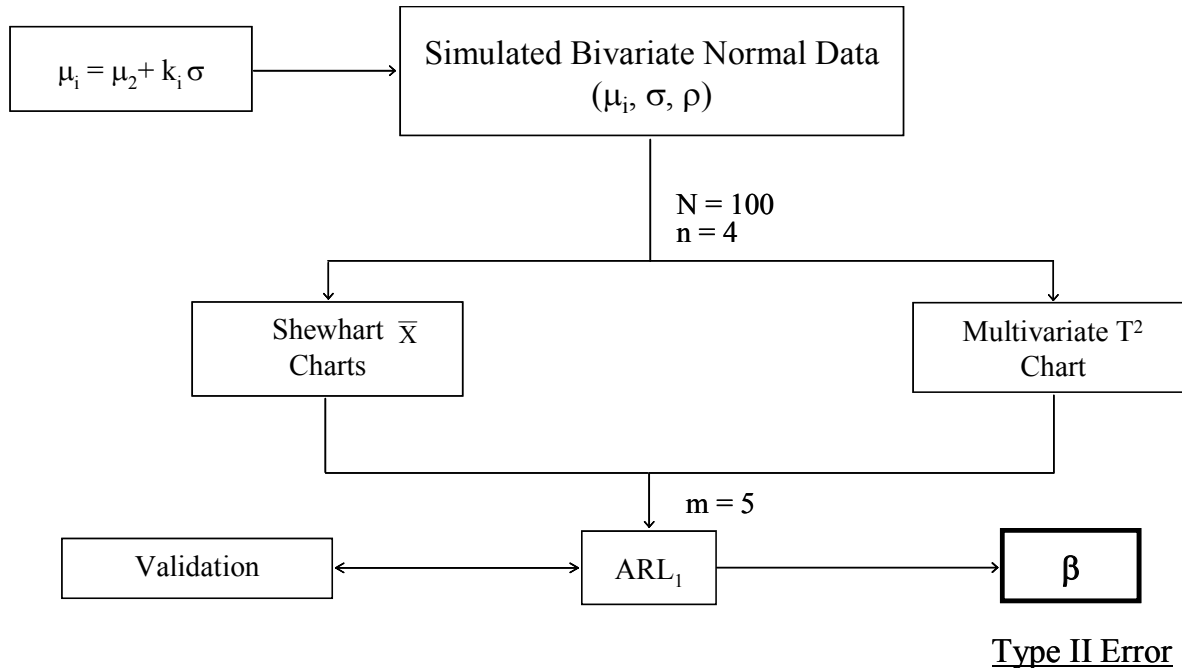 μᵢ = μ₂+ kᵢ σ
Simulated Bivariate Normal Data
(μᵢ, σ, ρ)
N = 100
n = 4
Shewhart X̅
Charts
Multivariate T²
Chart
m = 5
Validation
ARL₁
β
Type II Error